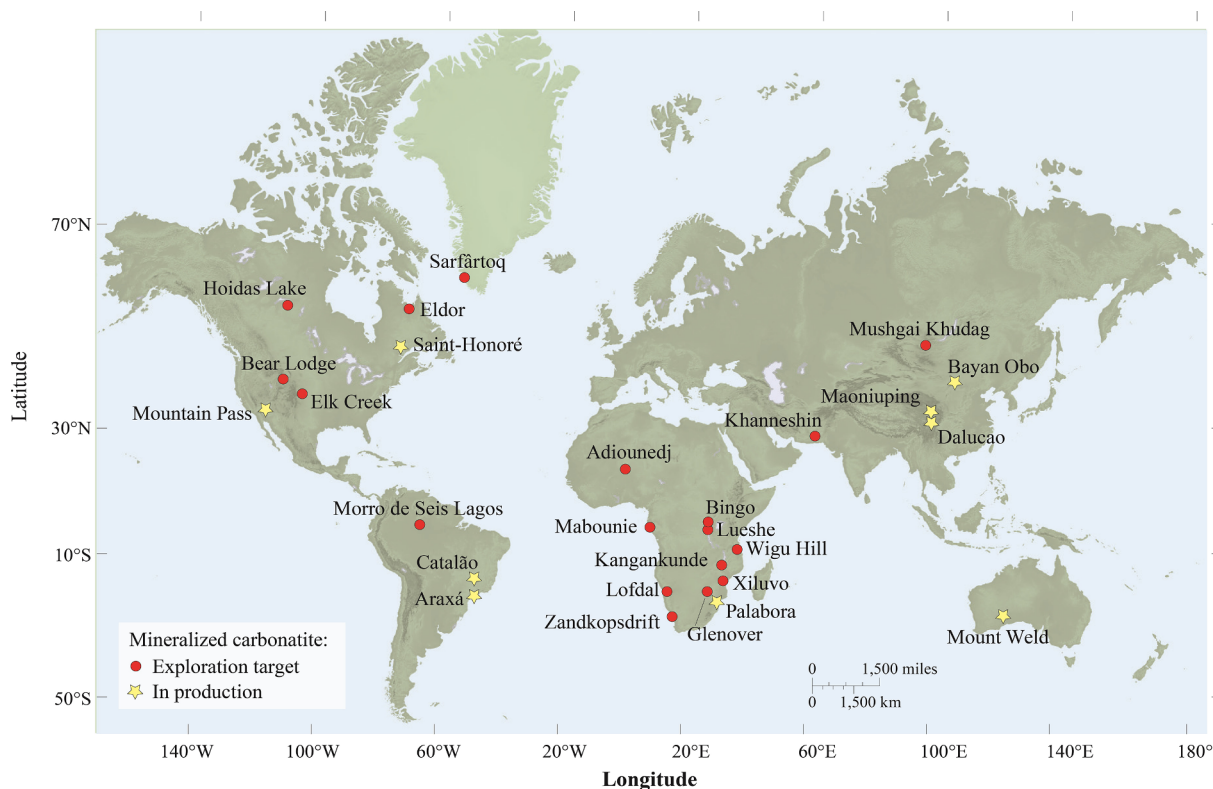 70°N
30°N
10°S
50°S
Latitude
Sarfârtoq
Hoidas Lake
Eldor
Saint-Honoré
Mushgai Khudag
Bear Lodge
Bayan Obo
Elk Creek
Maoniuping
Mountain Pass
Khanneshin
Dalucao
Adiounedj
Morro de Seis Lagos
Bingo
Mabounie
Lueshe
Wigu Hill
Kangankunde
Catalão
Xiluvo
Lofdal
Araxá
Palabora
Zandkopsdrift
Glenover
Mount Weld
Mineralized carbonatite:
Exploration target
In production
0 1,500 miles
0 1,500 km
140°W 100°W 60°W 20°W 20°E 60°E 100°E 140°E 180°
Longitude